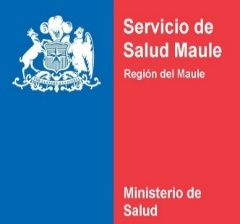 Servicio de
Salud Maule
Región del Maule
Ministerio de
Salud